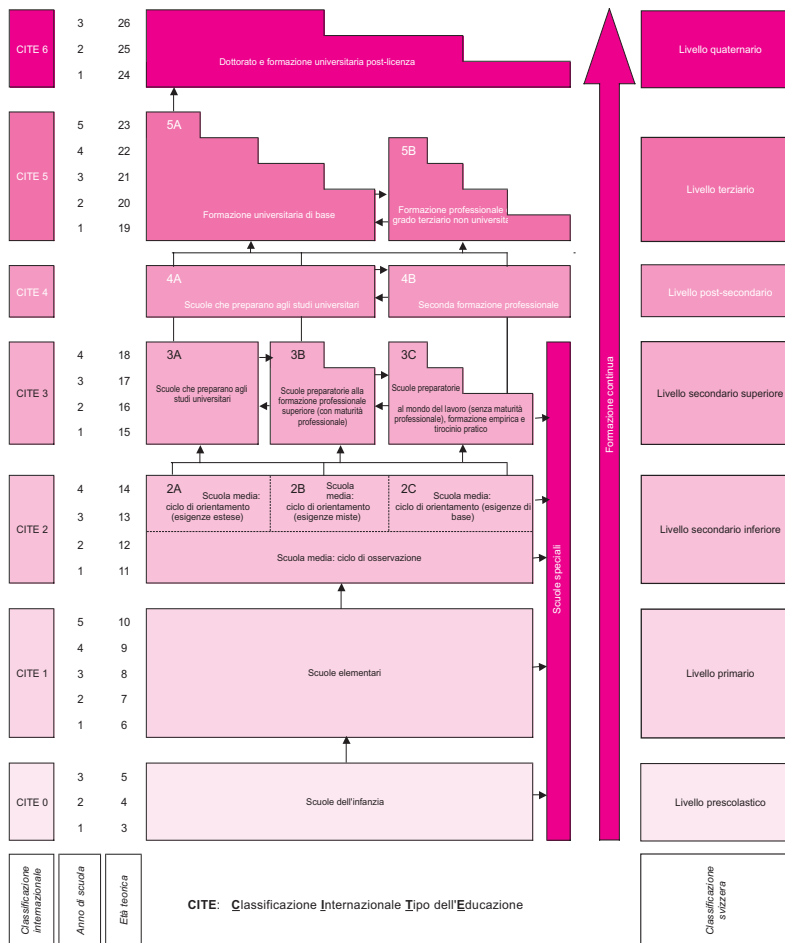 CITE 6
3 26
2 25
1 24
Dottorato e formazione universitaria post-licenza
Livello quaternario
CITE 5
5 23
4 22
3 21
2 20
1 19
5A
Formazione universitaria di base
5B
Formazione professionale
grado terziario non universita
Livello terziario
CITE 4
4A
Scuole che preparano agli studi universitari
4B
Seconda formazione professionale
Livello post-secondario
CITE 3
4 18
3 17
2 16
1 15
3A
Scuole che preparano agli
studi universitari
3B
Scuole preparatorie alla
formazione professionale
superiore (con maturità
professionale)
3C
Scuole preparatorie
al mondo del lavoro (senza maturità
professionale), formazione empirica e
tirocinio pratico
Livello secondario superiore
CITE 2
4 14
3 13
2 12
1 11
2A Scuola media:
ciclo di orientamento
(esigenze estese)
2B Scuola
media:
ciclo di orientamento
(esigenze miste)
2C Scuola media:
ciclo di orientamento (esigenze di
base)
Scuola media: ciclo di osservazione
Livello secondario inferiore
CITE 1
5 10
4 9
3 8
2 7
1 6
Scuole elementari
Livello primario
CITE 0
3 5
2 4
1 3
Scuole dell'infanzia
Livello prescolastico
Scuole speciali
Formazione continua
Classificazione
internazionale
Anno di scuola
Età teorica
CITE: Classificazione Internazionale Tipo dell'Educazione
Classificazione
svizzera